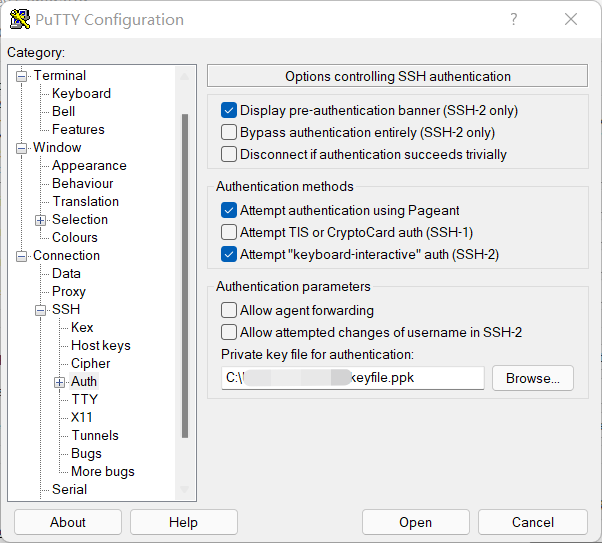 PuTTY Configuration
?
Category:
Terminal
Keyboard
Bell
Features
Window
Appearance
Behaviour
Translation
Selection
Colours
Connection
Data
Proxy
SSH
Kex
Host keys
Cipher
Auth
TTY
X11
Tunnels
Bugs
More bugs
Serial
Options controlling SSH authentication
Display pre-authentication banner (SSH-2 only)
Bypass authentication entirely (SSH-2 only)
Disconnect if authentication succeeds trivially
Authentication methods
Attempt authentication using Pageant
Attempt TIS or CryptoCard auth (SSH-1)
Attempt "keyboard-interactive" auth (SSH-2)
Authentication parameters
Allow agent forwarding
Allow attempted changes of username in SSH-2
Private key file for authentication:
C:\ keyfile.ppk
Browse...
About
Help
Open
Cancel